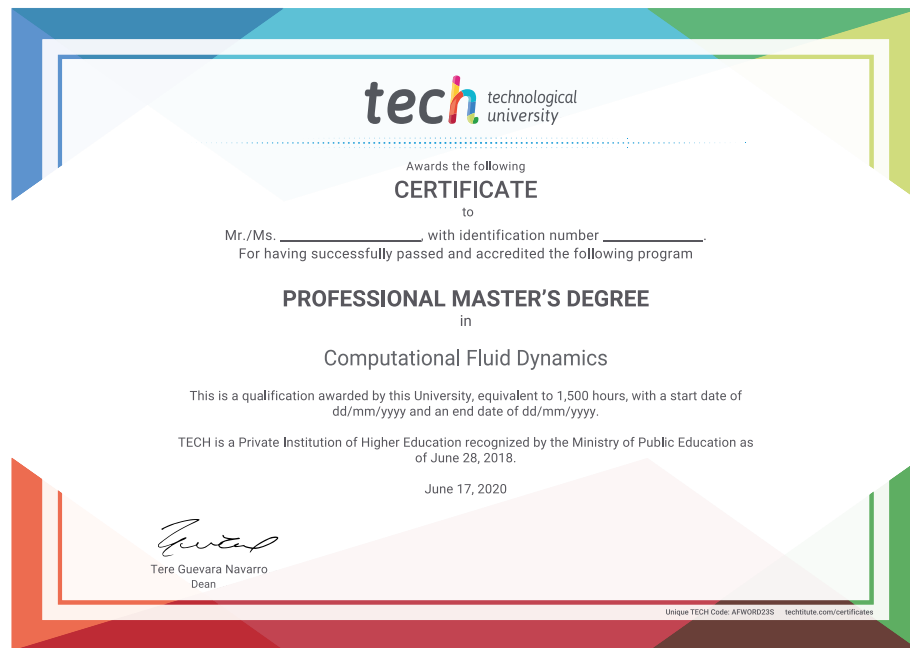 tech technological
university
Awards the following
CERTIFICATE
to
Mr./Ms. ____________________, with identification number ______________.
For having successfully passed and accredited the following program
PROFESSIONAL MASTER'S DEGREE
in
Computational Fluid Dynamics
This is a qualification awarded by this University, equivalent to 1,500 hours, with a start date of
dd/mm/yyyy and an end date of dd/mm/yyyy.
TECH is a Private Institution of Higher Education recognized by the Ministry of Public Education as
of June 28, 2018.
June 17, 2020
Tere Guevara Navarro
Dean
Unique TECH Code: AFWORD23S techtitute.com/certificates